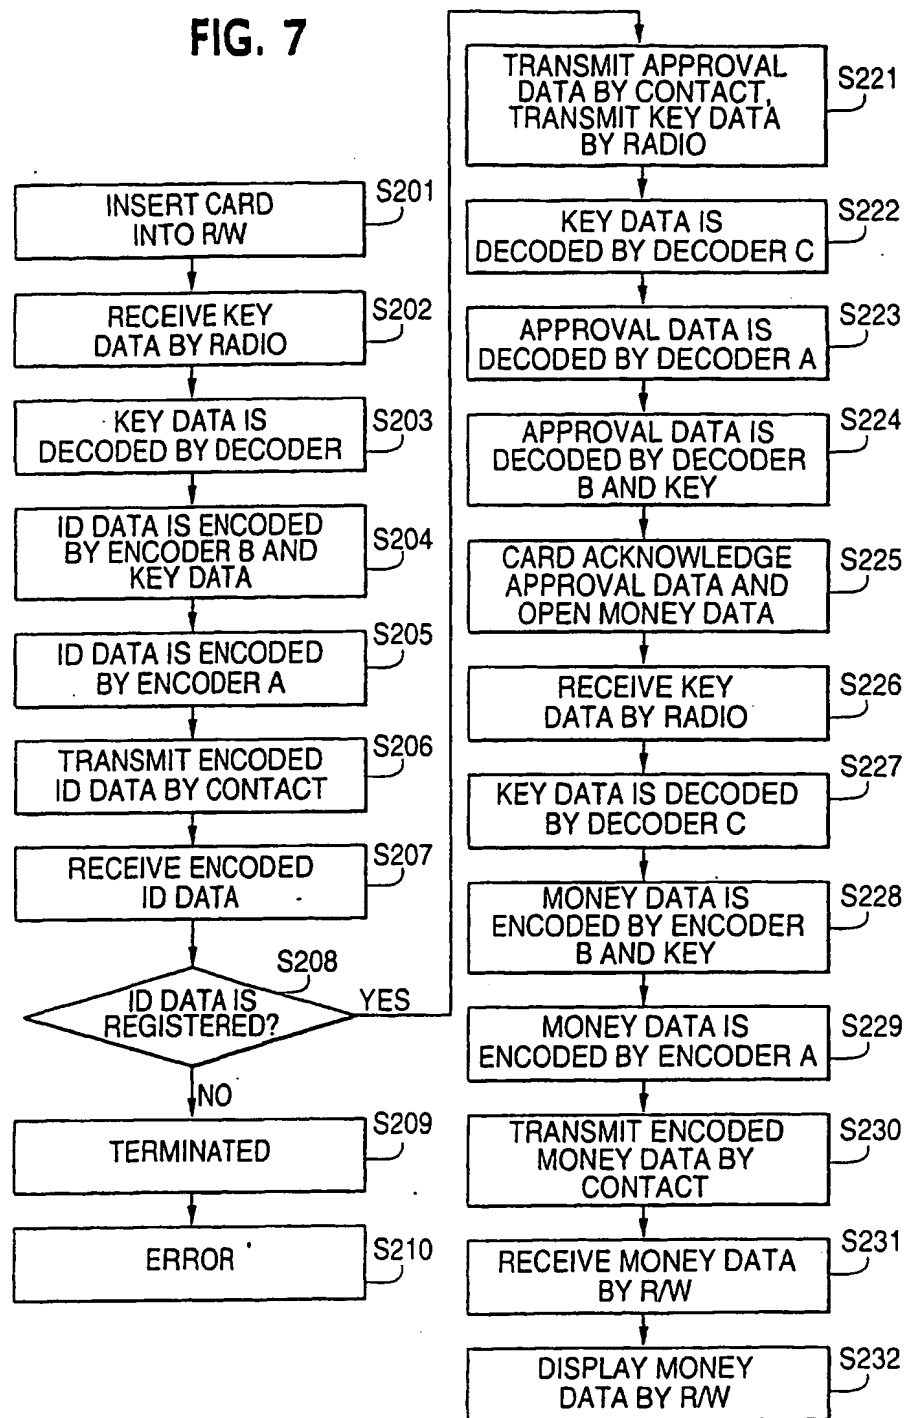 FIG. 7
INSERT CARD
INTO R/W
S201
RECEIVE KEY
DATA BY RADIO
S202
KEY DATA IS
DECODED BY DECODER
S203
ID DATA IS ENCODED
BY ENCODER B AND
KEY DATA
S204
ID DATA IS ENCODED
BY ENCODER A
S205
TRANSMIT ENCODED
ID DATA BY CONTACT
S206
RECEIVE ENCODED
ID DATA
S207
S208
ID DATA IS
REGISTERED?
YES
NO
TERMINATED
S209
ERROR
S210
TRANSMIT APPROVAL
DATA BY CONTACT,
TRANSMIT KEY DATA
BY RADIO
S221
KEY DATA IS
DECODED BY DECODER C
S222
APPROVAL DATA IS
DECODED BY DECODER A
S223
APPROVAL DATA IS
DECODED BY DECODER
B AND KEY
S224
CARD ACKNOWLEDGE
APPROVAL DATA AND
OPEN MONEY DATA
S225
RECEIVE KEY
DATA BY RADIO
S226
KEY DATA IS DECODED
BY DECODER C
S227
MONEY DATA IS
ENCODED BY ENCODER
B AND KEY
S228
MONEY DATA IS
ENCODED BY ENCODER A
S229
TRANSMIT ENCODED
MONEY DATA BY
CONTACT
S230
RECEIVE MONEY DATA
BY R/W
S231
DISPLAY MONEY
DATA BY R/W
S232